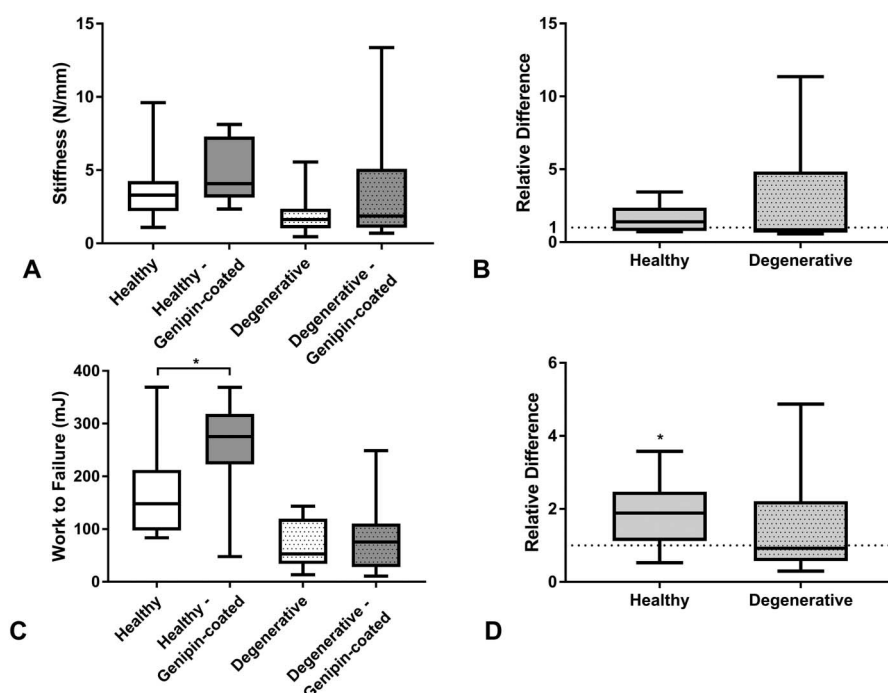 15
10
5
0
Stiffness (N/mm)
Healthy
Healthy -
Genipin-coated
Degenerative
Degenerative -
Genipin-coated
A
15
10
5
1
0
Relative Difference
Healthy
Degenerative
B
400
300
200
100
0
Work to Failure (mJ)
*
Healthy
Healthy -
Genipin-coated
Degenerative
Degenerative -
Genipin-coated
C
6
4
2
0
Relative Difference
*
Healthy
Degenerative
D